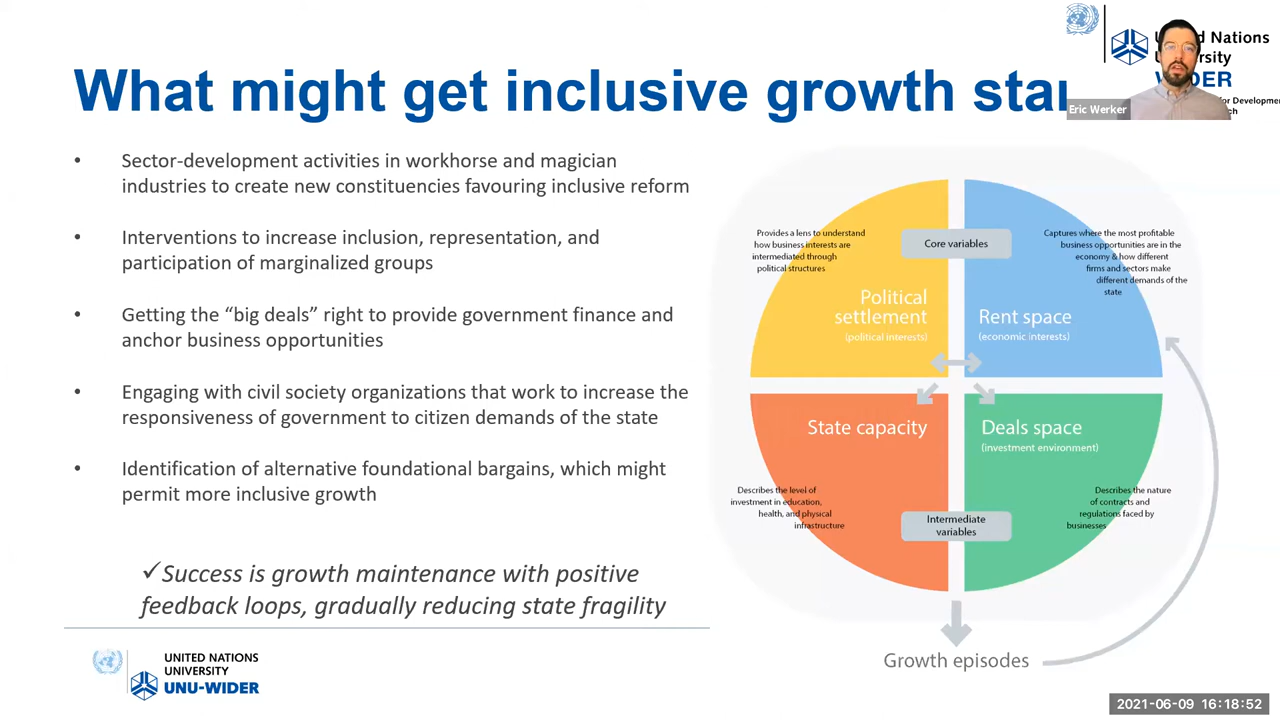 What might get inclusive growth
United Nations
WIDER
Eric Werker
• Sector-development activities in workhorse and magician
industries to create new constituencies favouring inclusive reform
• Interventions to increase inclusion, representation, and
participation of marginalized groups
• Getting the “big deals” right to provide government finance and
anchor business opportunities
• Engaging with civil society organizations that work to increase the
responsiveness of government to citizen demands of the state
• Identification of alternative foundational bargains, which might
permit more inclusive growth
✓Success is growth maintenance with positive
feedback loops, gradually reducing state fragility
Core variables
Provides a lens to understand
how business interests are
intermediated through
political structures
Political
settlement
(political interests)
Captures where the most profitable
business opportunities are in the
economy & how different
firms and sectors make
different demands of the
state
Rent space
(economic interests)
State capacity
Describes the level of
investment in education,
health, and physical
infrastructure
Deals space
(investment environment)
Describes the nature
of contracts and
regulations faced by
businesses
Intermediate
variables
Growth episodes
UNITED NATIONS
UNIVERSITY
UNU-WIDER
2021-06-09 16:18:52